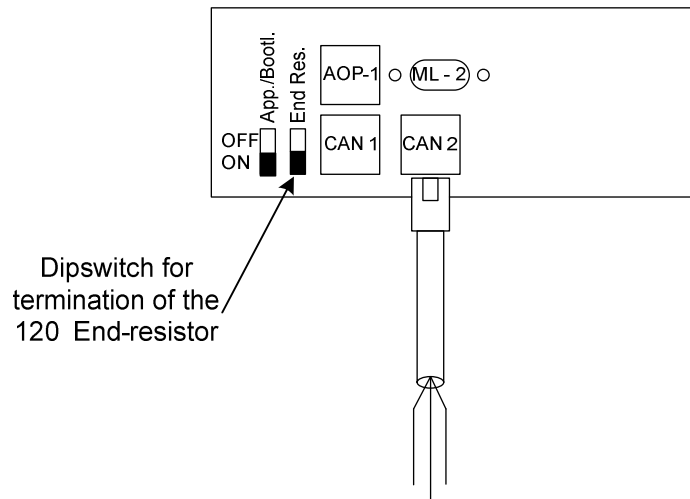 App./Bootl.
End Res.
AOP-1
ML - 2
OFF
ON
CAN 1
CAN 2
Dipswitch for
termination of the
120 End-resistor